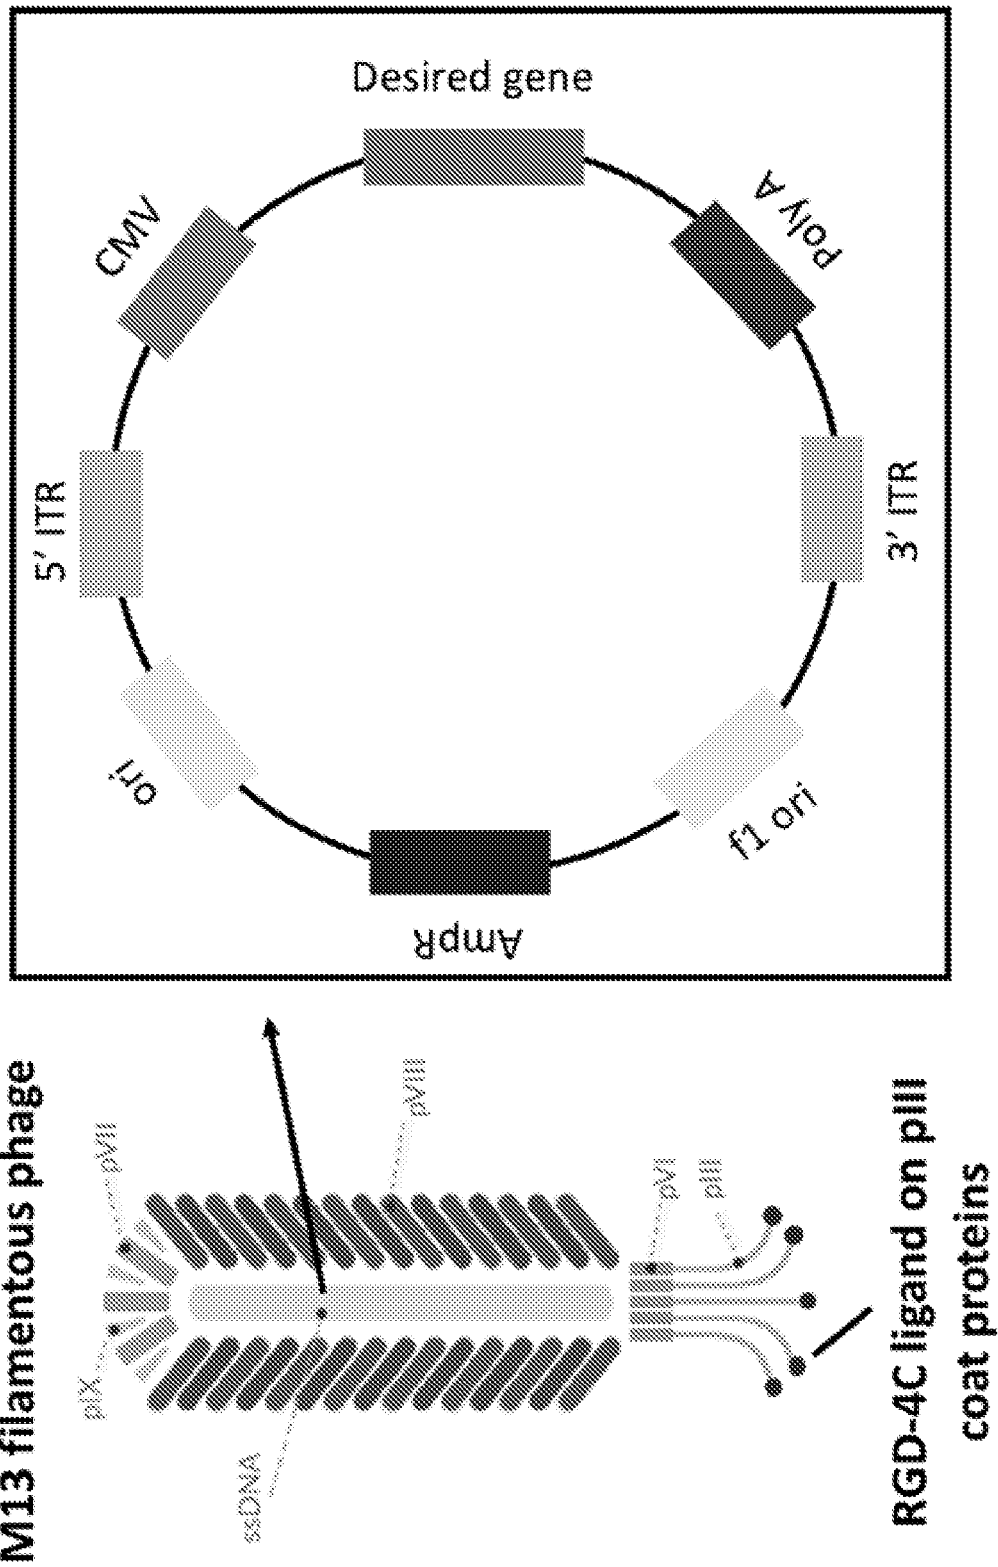 M13 filamentous phage
pIX
pVII
ssDNA
pVIII
pVI
pIII
RGD-4C ligand on pIII
coat proteins
5’ ITR
CMV
Desired gene
Poly A
3’ ITR
f1 ori
AmpR
ori